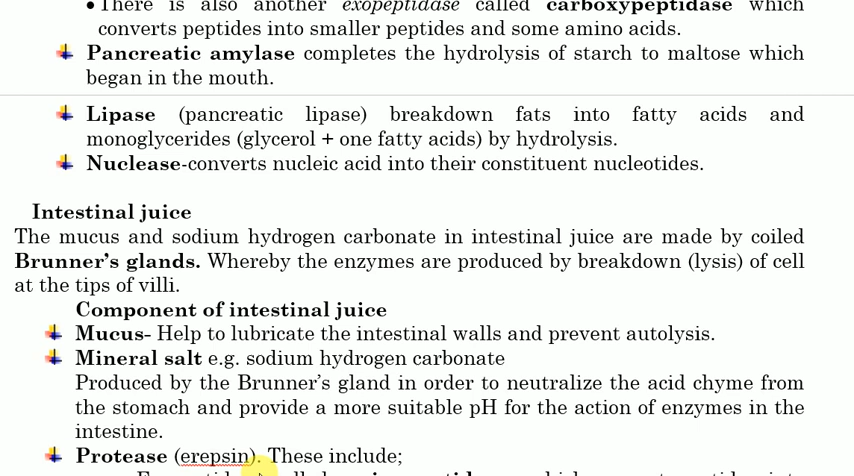 • There is also another exopeptidase called carboxypeptidase which
converts peptides into smaller peptides and some amino acids.
Pancreatic amylase completes the hydrolysis of starch to maltose which
began in the mouth.
Lipase (pancreatic lipase) breakdown fats into fatty acids and
monoglycerides (glycerol + one fatty acids) by hydrolysis.
Nuclease-converts nucleic acid into their constituent nucleotides.
Intestinal juice
The mucus and sodium hydrogen carbonate in intestinal juice are made by coiled
Brunner's glands. Whereby the enzymes are produced by breakdown (lysis) of cell
at the tips of villi.
Component of intestinal juice
Mucus- Help to lubricate the intestinal walls and prevent autolysis.
Mineral salt e.g. sodium hydrogen carbonate
Produced by the Brunner's gland in order to neutralize the acid chyme from
the stomach and provide a more suitable pH for the action of enzymes in the
intestine.
Protease (erepsin). These include;